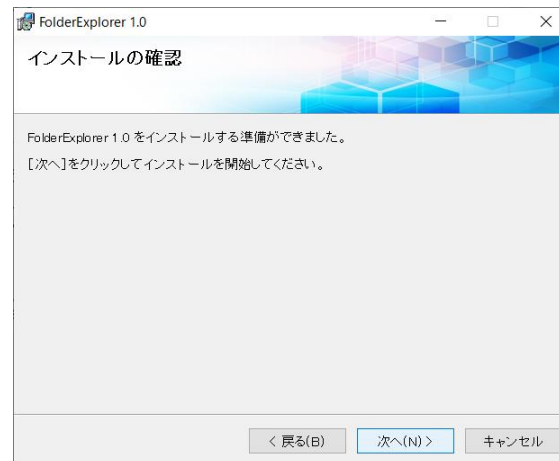 FolderExplorer 1.0
インストールの確認
FolderExplorer 1.0 をインストールする準備ができました。
[次へ]をクリックしてインストールを開始してください。
< 戻る(B) 次へ(N) > キャンセル